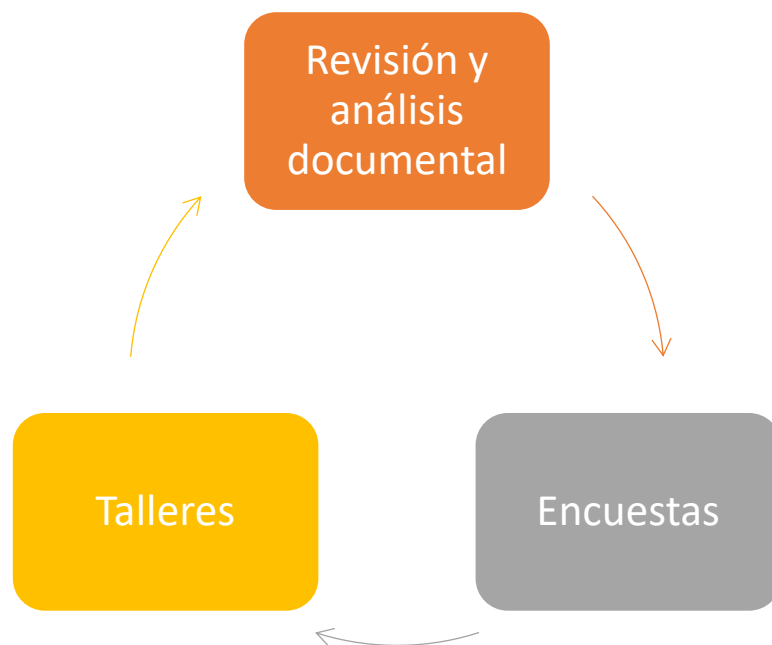 Revisión y
análisis
documental
Talleres
Encuestas